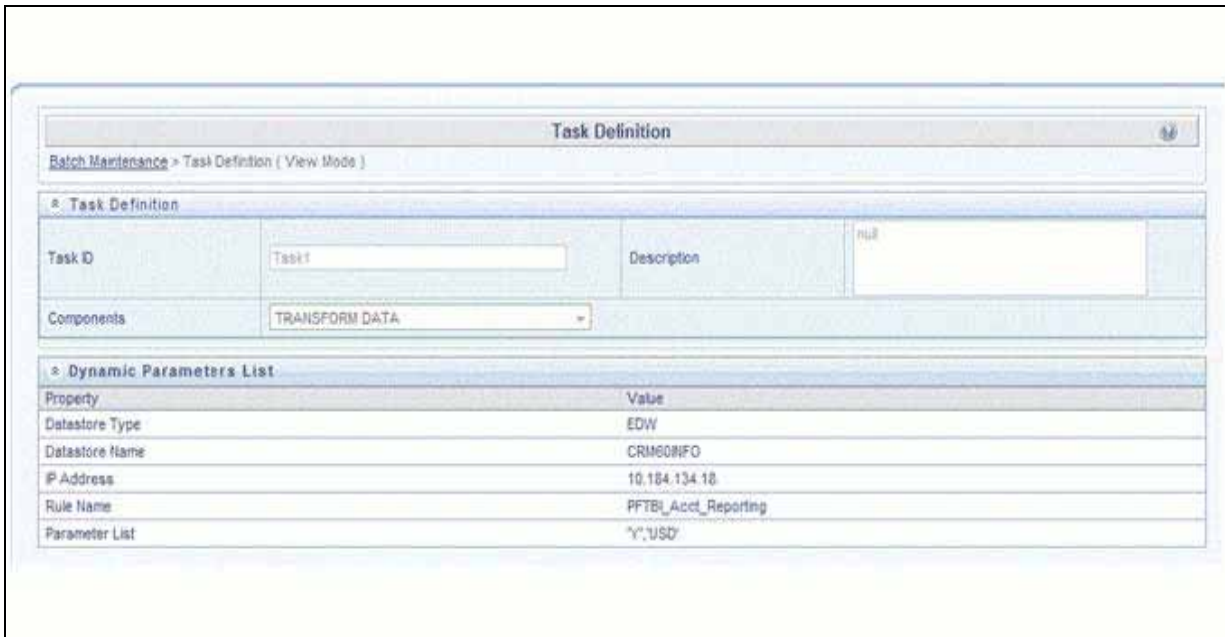 Task Definition
Batch Maintenance > Task Definition ( View Mode )
Task Definition
Task ID Task1 Description null
Components TRANSFORM DATA
Dynamic Parameters List
Property Value
Datastore Type EDW
Datastore Name CRM60INFO
IP Address 10.184.134.18
Rule Name PFTBI_Acct_Reporting
Parameter List "Y",'USD'